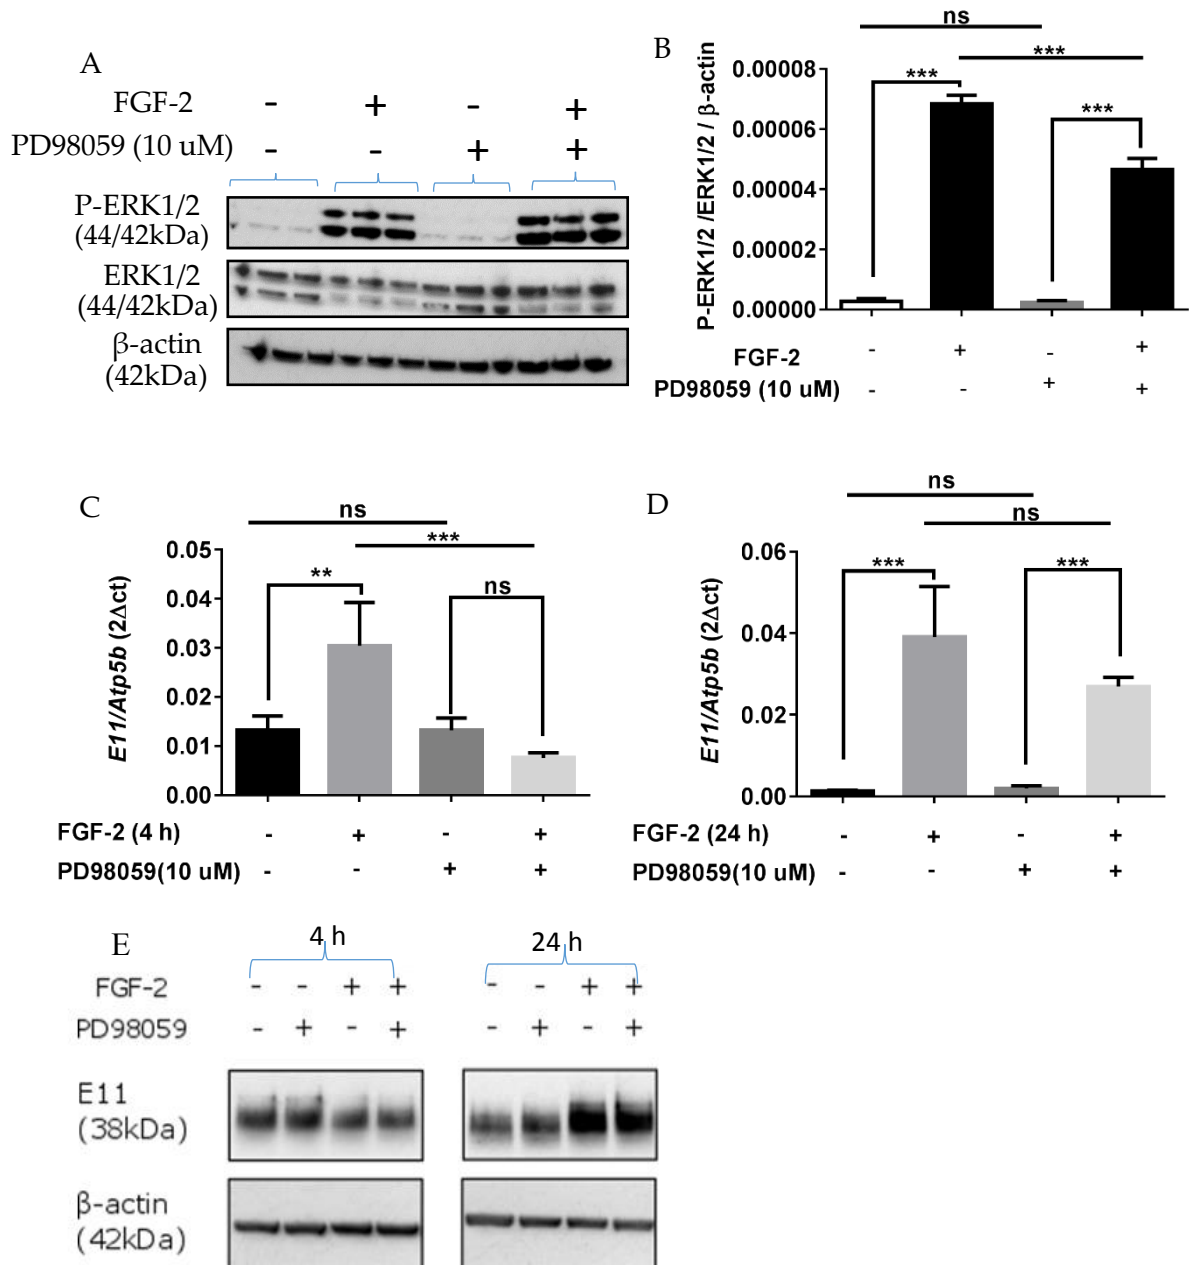 A
FGF-2 - + - +
PD98059 (10 uM) - - + +
P-ERK1/2
(44/42kDa)
ERK1/2
(44/42kDa)
β-actin
(42kDa)
B
ns
***
***
***
P-ERK1/2 /ERK1/2 / β-actin
0.00008
0.00006
0.00004
0.00002
0.00000
FGF-2 - + - +
PD98059 (10 uM) - - + +
C
ns
***
**
ns
E11/Atp5b (2Δct)
0.05
0.04
0.03
0.02
0.01
0.00
FGF-2 (4 h) - + - +
PD98059(10 uM) - - + +
D
ns
ns
***
***
E11/Atp5b (2Δct)
0.06
0.04
0.02
0.00
FGF-2 (24 h) - + - +
PD98059(10 uM) - - + +
E
4 h 24 h
FGF-2 - - + + - - + +
PD98059 - + - + - + - +
E11
(38kDa)
β-actin
(42kDa)